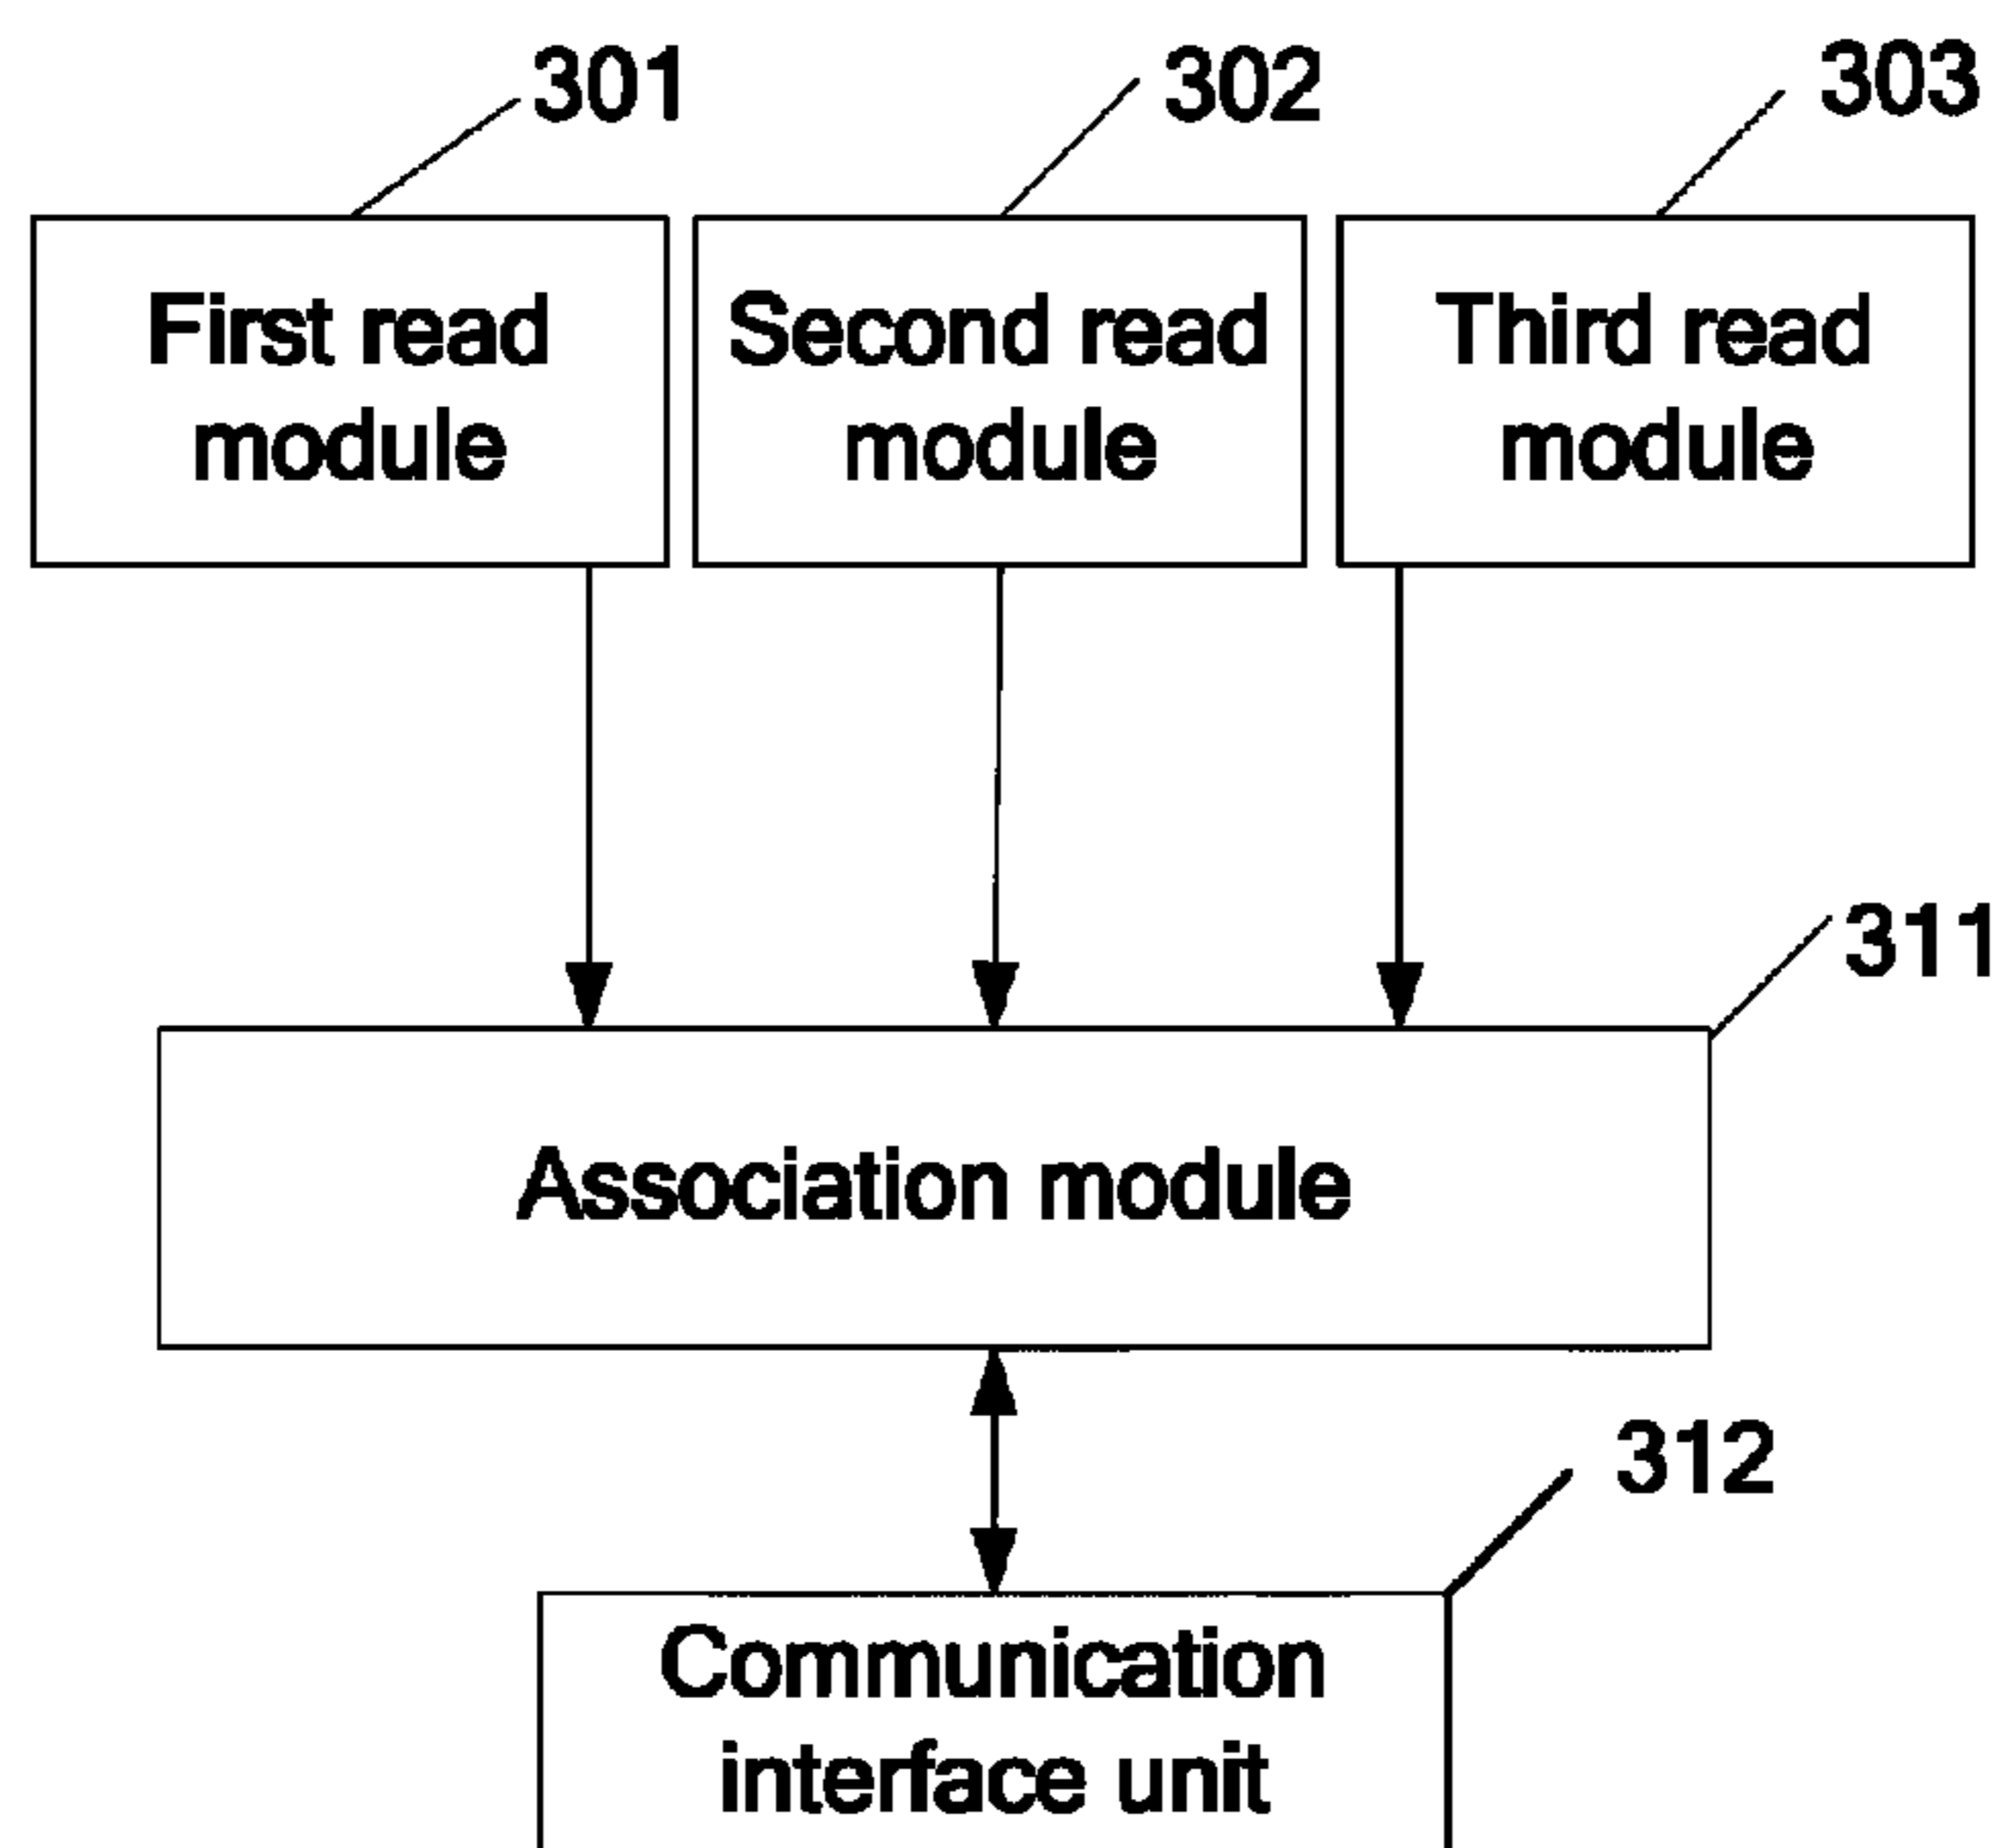 301 302 303
First read Second read Third read
module module module
311
Association module
312
Communication
interface unit